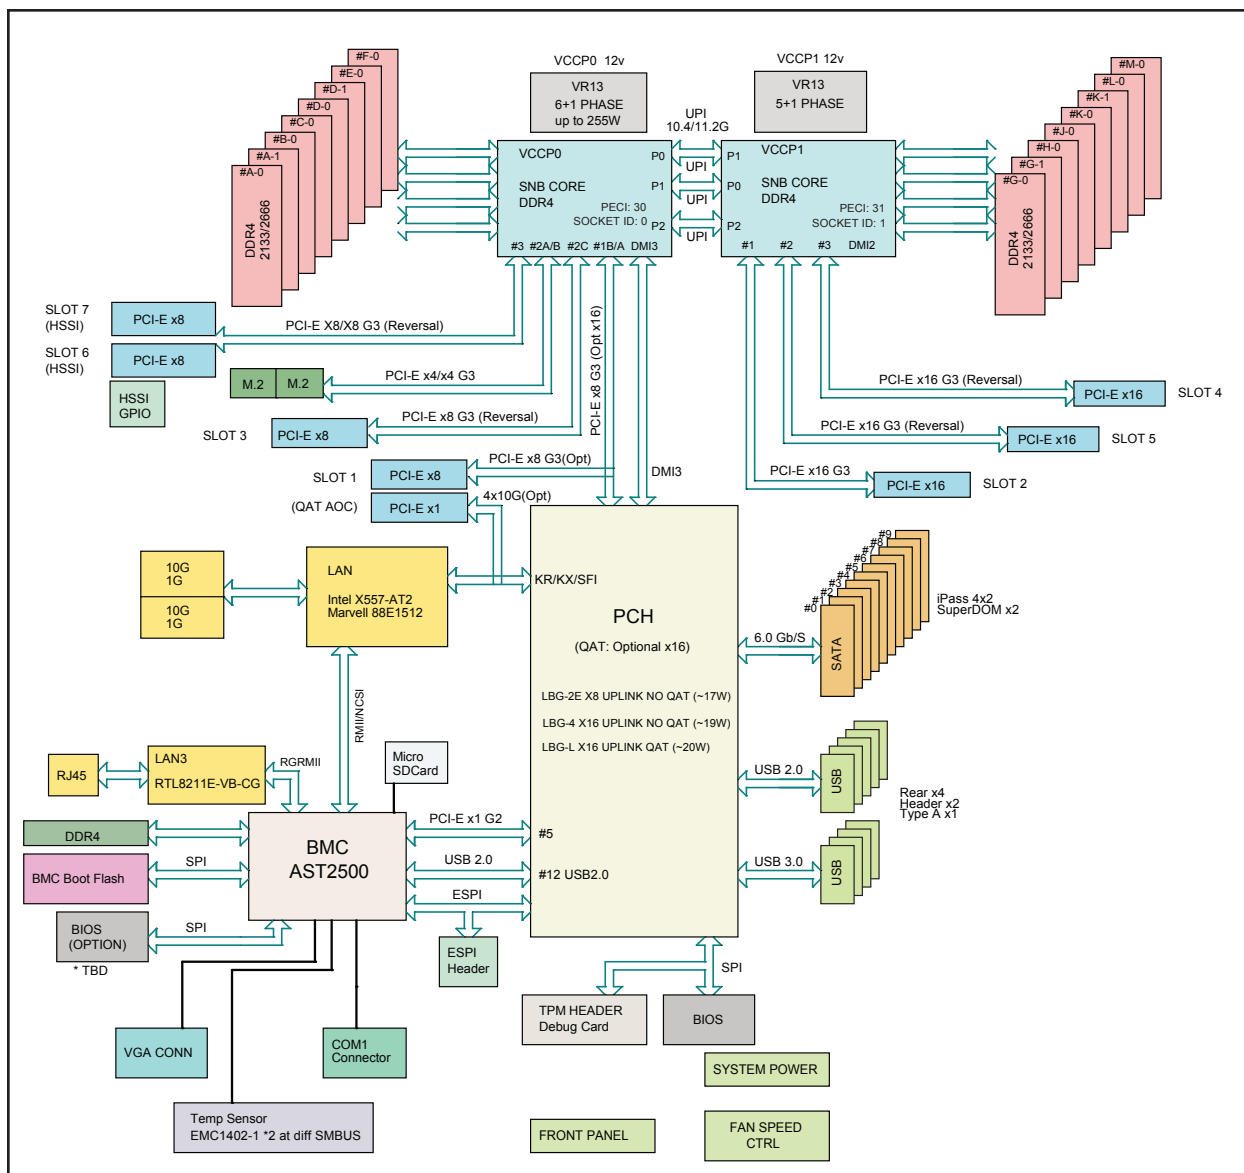 #F-0
#E-0
#D-1
#D-0
#C-0
#B-0
#A-1
#A-0
DDR4
2133/2666
VCCP0 12v
VR13
6+1 PHASE
up to 255W
VCCP1 12v
VR13
5+1 PHASE
UPI
10.4/11.2G
UPI
UPI
UPI
VCCP0
SNB CORE
DDR4
PECI: 30
SOCKET ID: 0
P0
P1
P2
#3
#2A/B
#2C
#1B/A
DMI3
VCCP1
SNB CORE
DDR4
PECI: 31
SOCKET ID: 1
P1
P0
P2
#1
#2
#3
DMI2
#M-0
#L-0
#K-1
#K-0
#J-0
#H-0
#G-1
#G-0
DDR4
2133/2666
SLOT 7
(HSSI)
PCI-E x8
PCI-E X8/X8 G3 (Reversal)
SLOT 6
(HSSI)
PCI-E x8
HSSI
GPIO
M.2
M.2
PCI-E x4/x4 G3
SLOT 3
PCI-E x8
PCI-E x8 G3 (Reversal)
PCI-E x8 G3 (Opt x16)
DMI3
SLOT 1
PCI-E x8
PCI-E x8 G3(Opt)
(QAT AOC)
PCI-E x1
4x10G(Opt)
PCI-E x16 G3 (Reversal)
PCI-E x16
SLOT 4
PCI-E x16 G3 (Reversal)
PCI-E x16
SLOT 5
PCI-E x16 G3
PCI-E x16
SLOT 2
10G
1G
10G
1G
LAN
Intel X557-AT2
Marvell 88E1512
KR/KX/SFI
PCH
(QAT: Optional x16)
LBG-2E X8 UPLINK NO QAT (~17W)
LBG-4 X16 UPLINK NO QAT (~19W)
LBG-L X16 UPLINK QAT (~20W)
#5
#12 USB2.0
6.0 Gb/S
#9
#8
#7
#6
#5
#4
#3
#2
#1
#0
SATA
iPass 4x2
SuperDOM x2
USB 2.0
USB
Rear x4
Header x2
Type A x1
USB 3.0
USB
RMII/NCSI
RJ45
LAN3
RTL8211E-VB-CG
RGRMII
Micro
SDCard
DDR4
BMC
AST2500
BMC Boot Flash
SPI
BIOS
(OPTION)
* TBD
SPI
PCI-E x1 G2
USB 2.0
ESPI
ESPI
Header
SPI
TPM HEADER
Debug Card
BIOS
VGA CONN
COM1
Connector
Temp Sensor
EMC1402-1 *2 at diff SMBUS
SYSTEM POWER
FRONT PANEL
FAN SPEED
CTRL